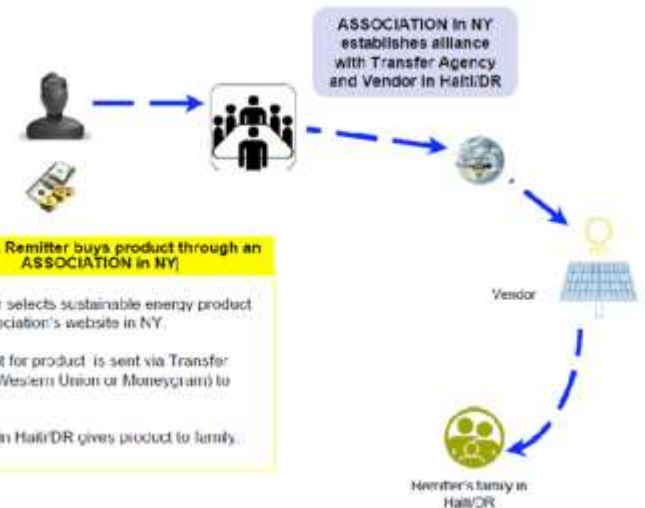 ASSOCIATION in NY
establishes alliance
with Transfer Agency
and Vendor in Haiti/DR
Remitter buys product through an
ASSOCIATION in NY
r selects sustainable energy product
ociation's website in NY.
t for product is sent via Transfer
Western Union or Moneygram) to
in Haiti/DR gives product to family.
Vendor
Remitter's family in
Haiti/DR